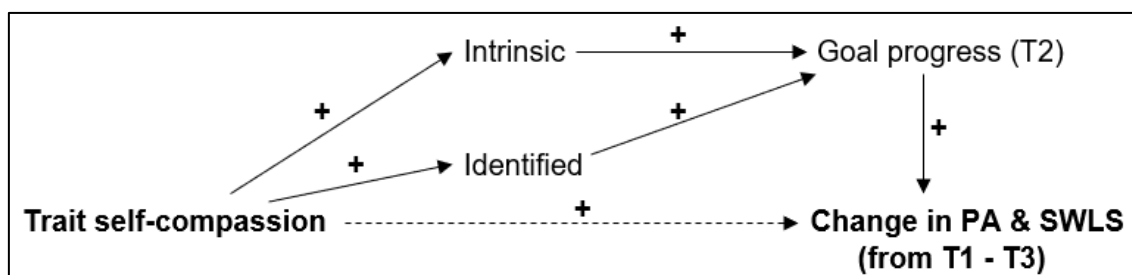 +
Intrinsic
Goal progress (T2)
+
+
+
+
Identified
+
Trait self-compassion
Change in PA & SWLS
(from T1 - T3)